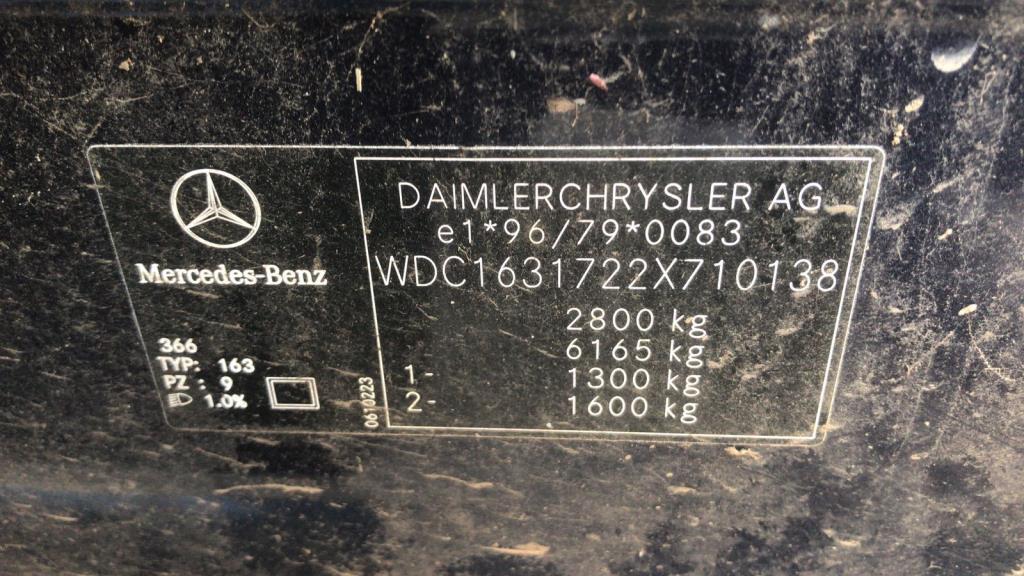 Mercedes-Benz
366
TYP: 163
PZ : 9
1.0%
0610223
DAIMLERCHRYSLER AG
e1*96/79*0083
WDC1631722X710138
2800 kg
6165 kg
1- 1300 kg
2- 1600 kg